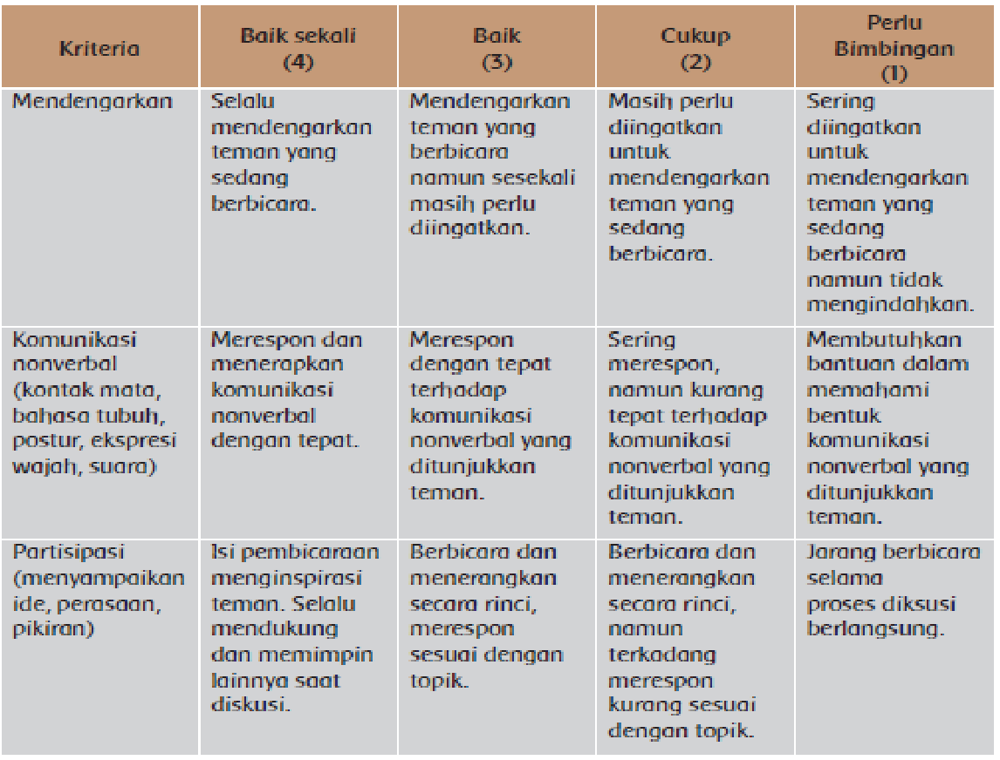 Kriteria
Baik sekali
(4)
Baik
(3)
Cukup
(2)
Perlu
Bimbingan
(1)
Mendengarkan
Selalu
mendengarkan
teman yang
sedang
berbicara.
Mendengarkan
teman yang
berbicara
namun sesekali
masih perlu
diingatkan.
Masih perlu
diingatkan
untuk
mendengarkan
teman yang
sedang
berbicara.
Sering
diingatkan
untuk
mendengarkan
teman yang
sedang
berbicara
namun tidak
mengindahkan.
Komunikasi
nonverbal
(kontak mata,
bahasa tubuh,
postur, ekspresi
wajah, suara)
Merespon dan
menerapkan
komunikasi
nonverbal
dengan tepat.
Merespon
dengan tepat
terhadap
komunikasi
nonverbal yang
ditunjukkan
teman.
Sering
merespon,
namun kurang
tepat terhadap
komunikasi
nonverbal yang
ditunjukkan
teman.
Membutuhkan
bantuan dalam
memahami
bentuk
komunikasi
nonverbal yang
ditunjukkan
teman.
Partisipasi
(menyampaikan
ide, perasaan,
pikiran)
Isi pembicaraan
menginspirasi
teman. Selalu
mendukung
dan memimpin
lainnya saat
diskusi.
Berbicara dan
menerangkan
secara rinci,
merespon
sesuai dengan
topik.
Berbicara dan
menerangkan
secara rinci,
namun
terkadang
merespon
kurang sesuai
dengan topik.
Jarang berbicara
selama
proses diksusi
berlangsung.